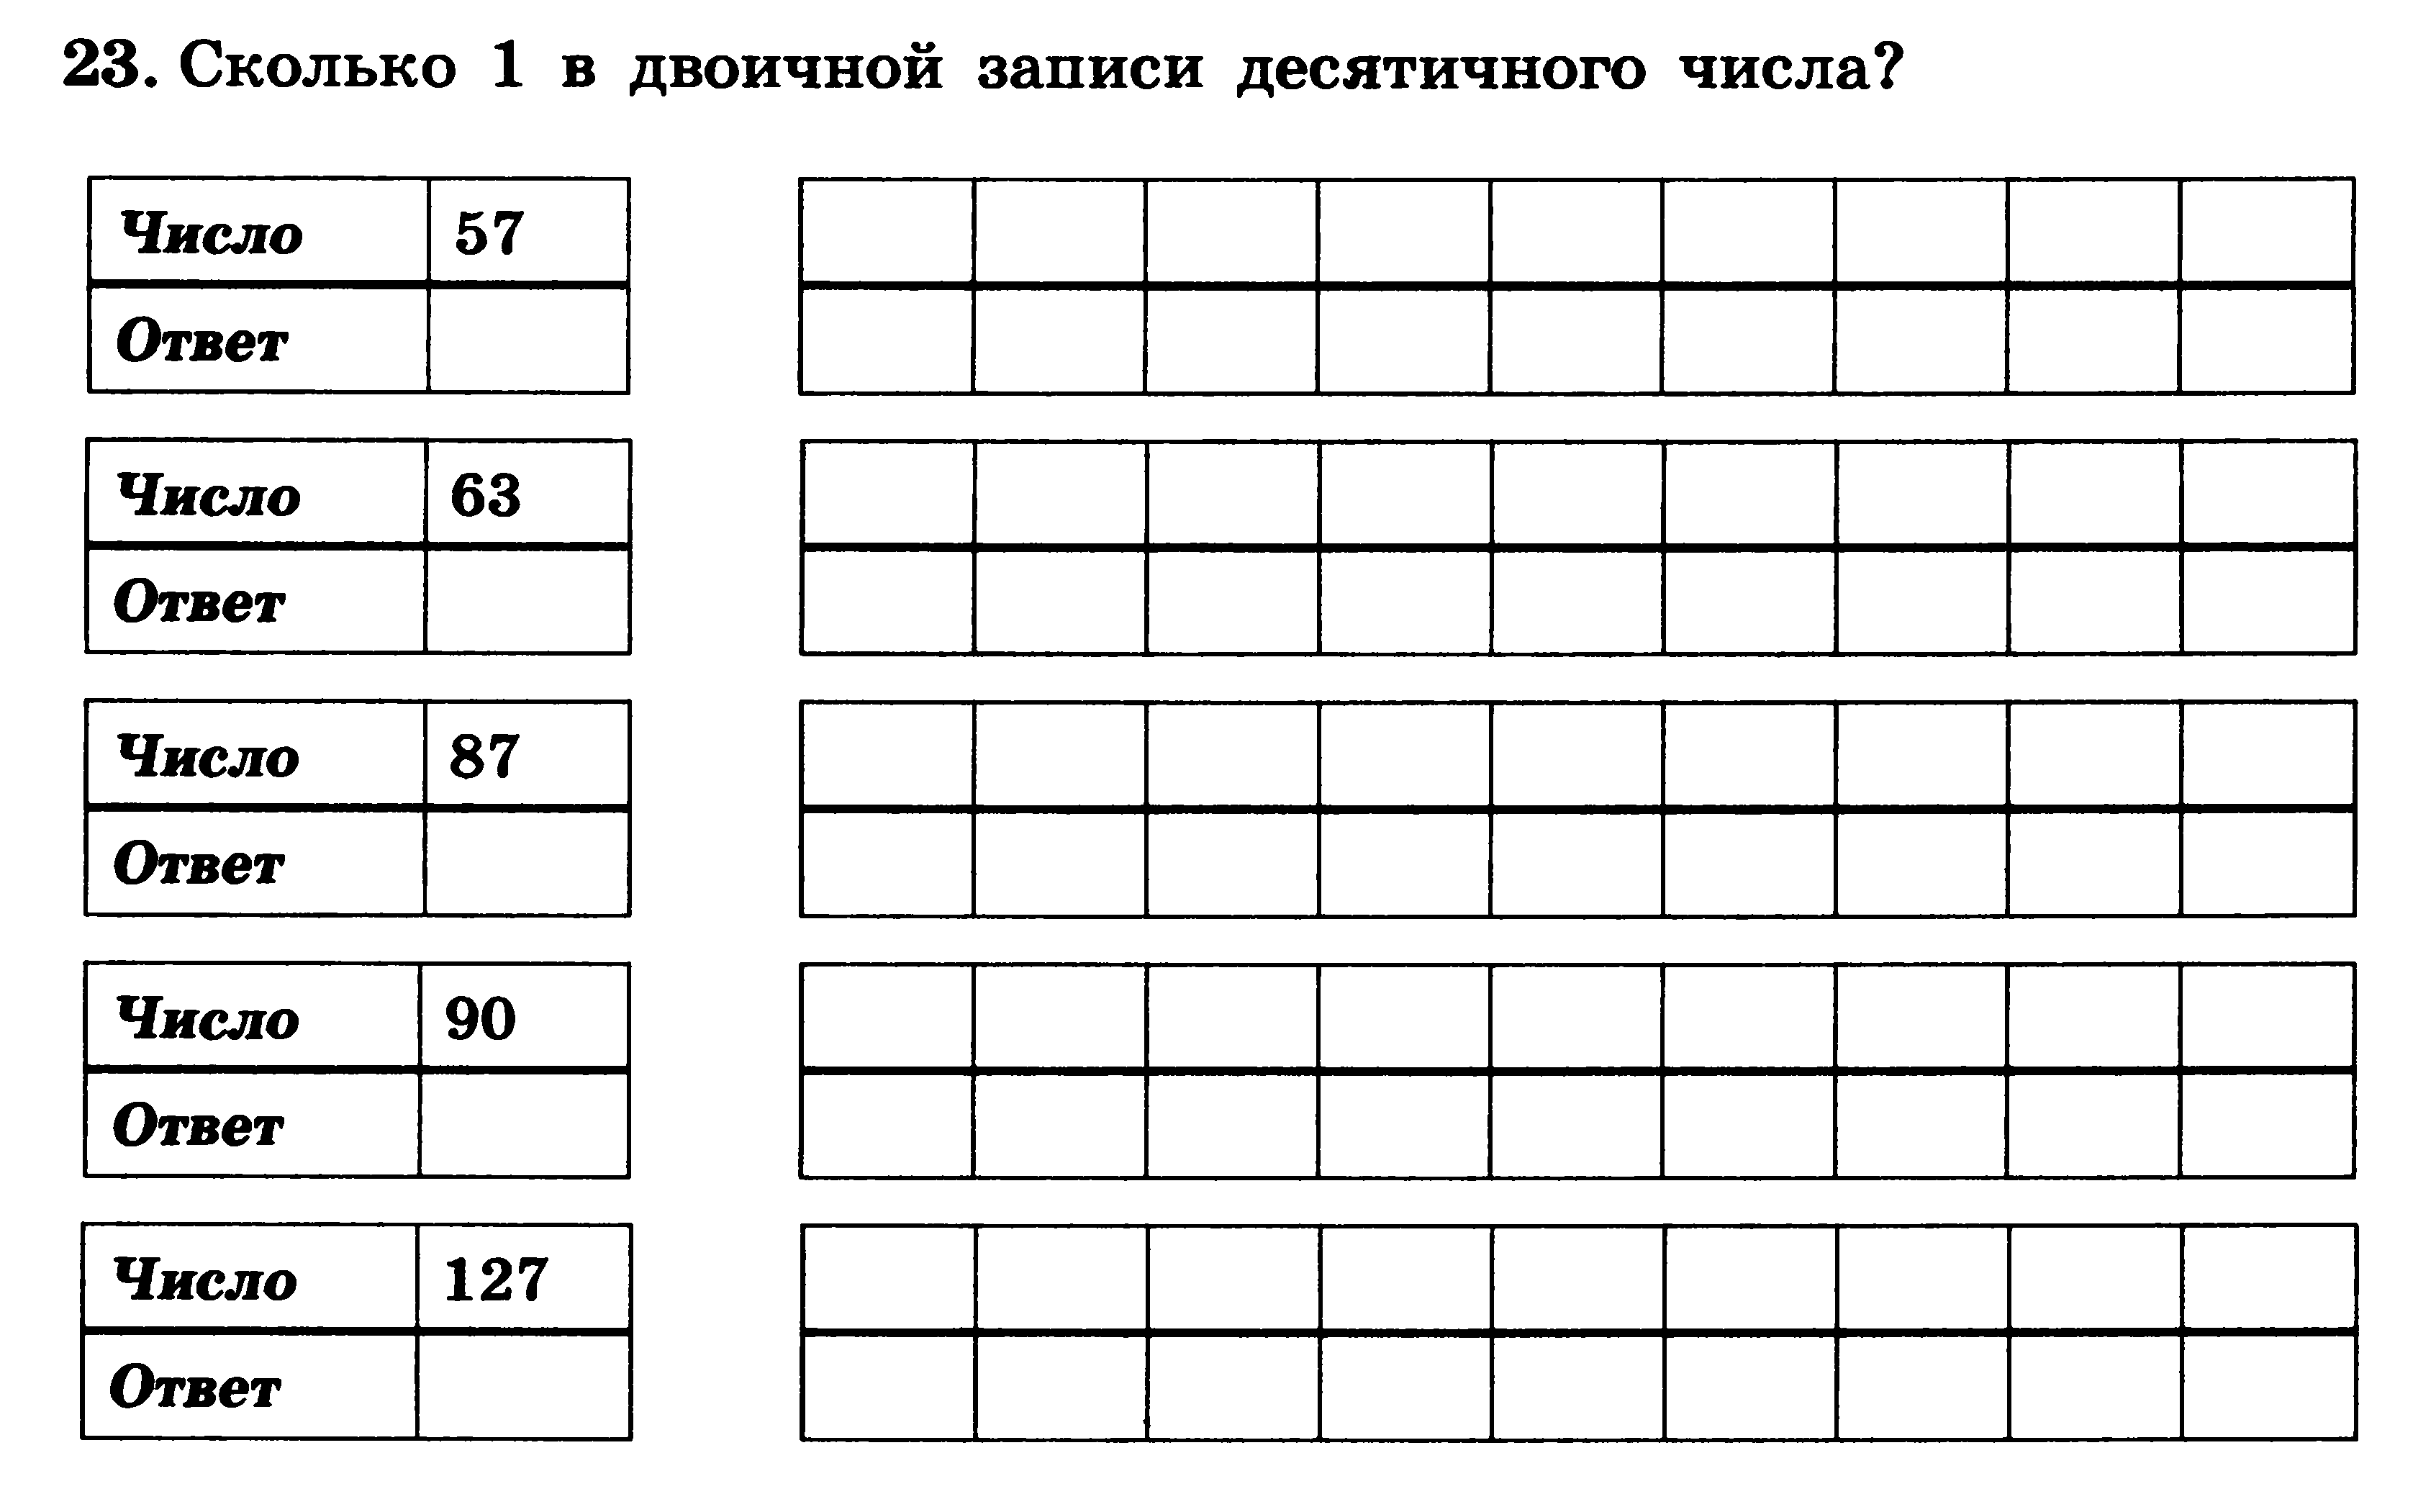 23. Сколько 1 в двоичной записи десятичного числа?
Число 57
Ответ
Число 63
Ответ
Число 87
Ответ
Число 90
Ответ
Число 127
Ответ